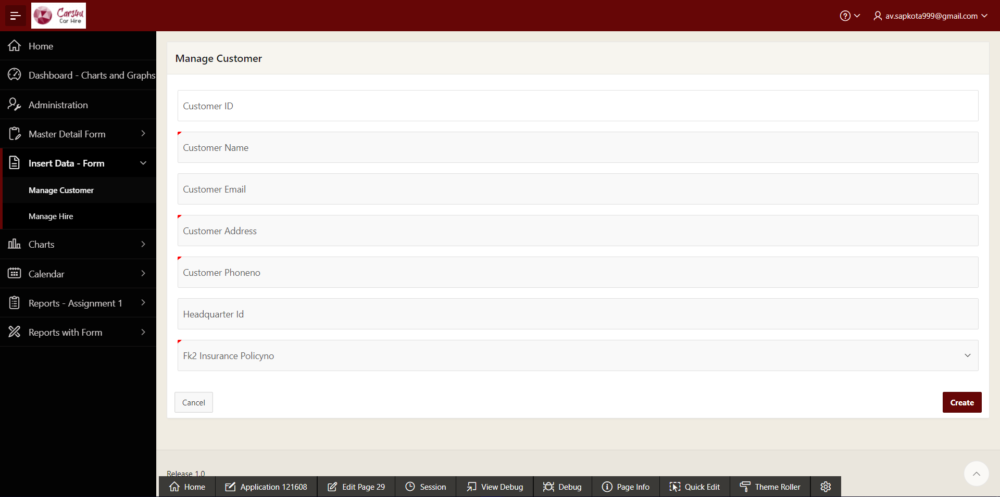 Cars4u
Car Hire
av.sapkota999@gmail.com
Home
Dashboard - Charts and Graphs
Administration
Master Detail Form
Insert Data - Form
Manage Customer
Manage Hire
Charts
Calendar
Reports - Assignment 1
Reports with Form
Manage Customer
Customer ID
Customer Name
Customer Email
Customer Address
Customer Phoneno
Headquarter Id
Fk2 Insurance Policyno
Cancel
Create
Release 1.0
Home
Application 121608
Edit Page 29
Session
View Debug
Debug
Page Info
Quick Edit
Theme Roller